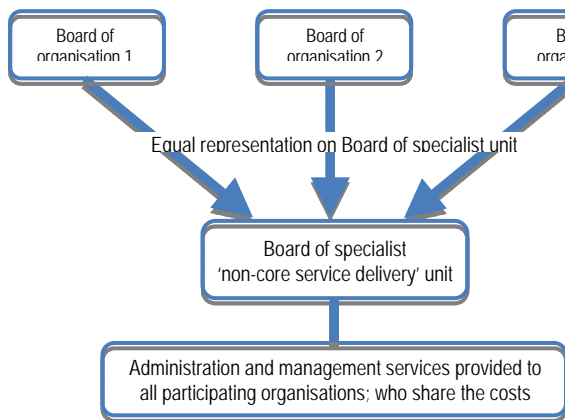 Board of
organisation 1
Board of
organisation 2
Equal representation on Board of specialist unit
Board of specialist
'non-core service delivery' unit
Administration and management services provided to
all participating organisations; who share the costs